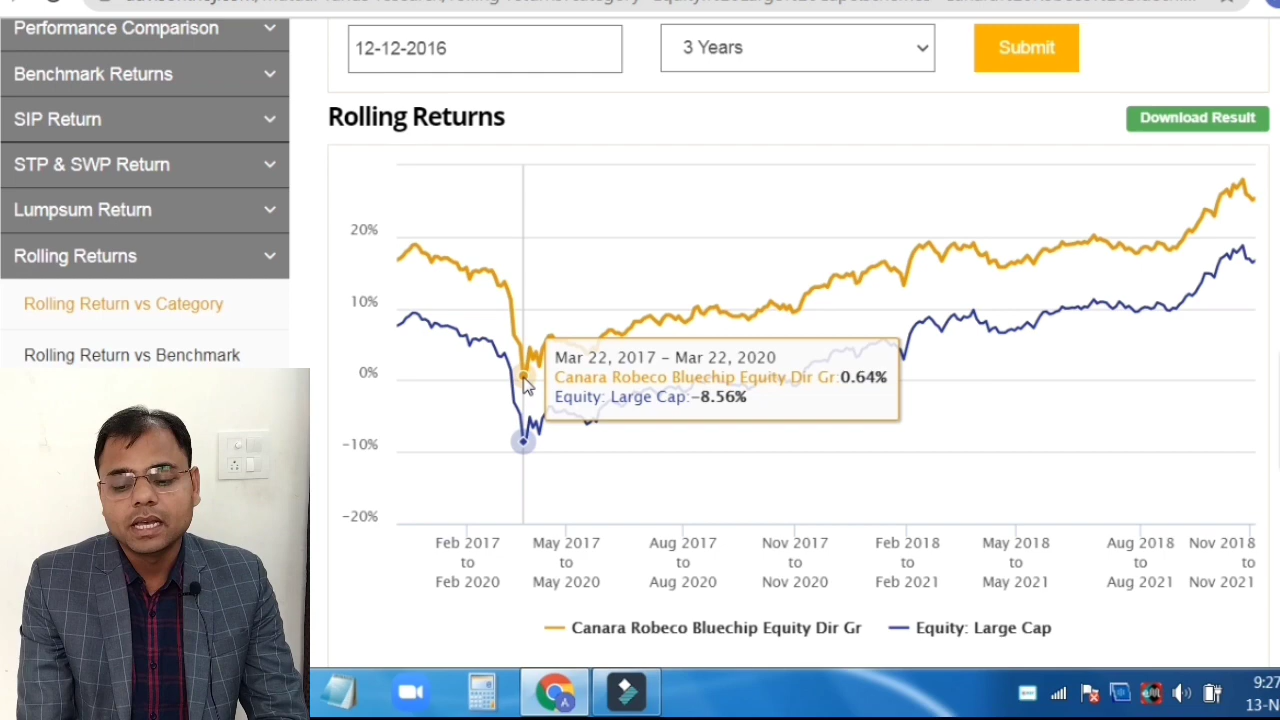 Performance Comparison
Benchmark Returns
SIP Return
STP & SWP Return
Lumpsum Return
Rolling Returns
Rolling Return vs Category
Rolling Return vs Benchmark
12-12-2016
3 Years
Submit
Rolling Returns
Download Result
20%
10%
0%
-10%
-20%
Mar 22, 2017 - Mar 22, 2020
Canara Robeco Bluechip Equity Dir Gr:0.64%
Equity: Large Cap:-8.56%
Feb 2017 to Feb 2020
May 2017 to May 2020
Aug 2017 to Aug 2020
Nov 2017 to Nov 2020
Feb 2018 to Feb 2021
May 2018 to May 2021
Aug 2018 to Aug 2021
Nov 2018 to Nov 2021
Canara Robeco Bluechip Equity Dir Gr
Equity: Large Cap
9:27
13-N